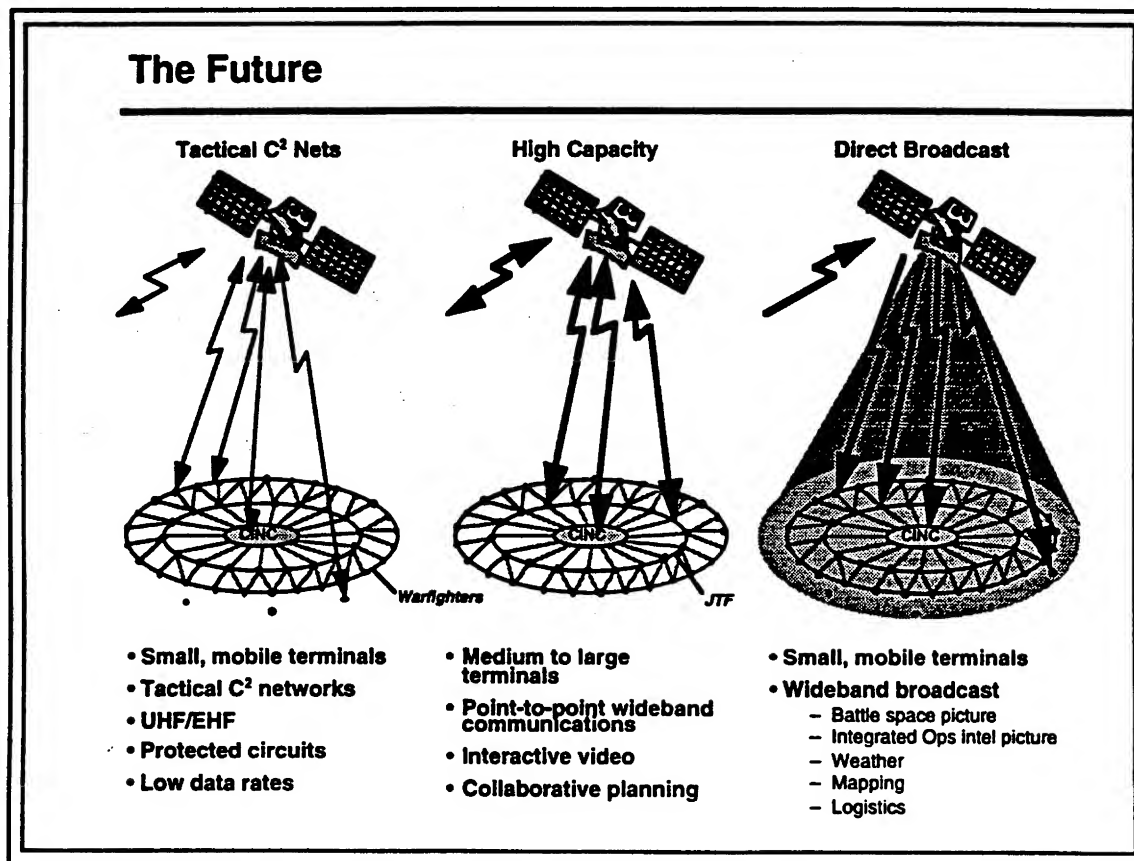 The Future
Tactical C² Nets
CINC
Warfighters
• Small, mobile terminals
• Tactical C² networks
• UHF/EHF
• Protected circuits
• Low data rates
High Capacity
CINC
JTF
• Medium to large
terminals
• Point-to-point wideband
communications
• Interactive video
• Collaborative planning
Direct Broadcast
CINC
• Small, mobile terminals
• Wideband broadcast
– Battle space picture
– Integrated Ops intel picture
– Weather
– Mapping
– Logistics